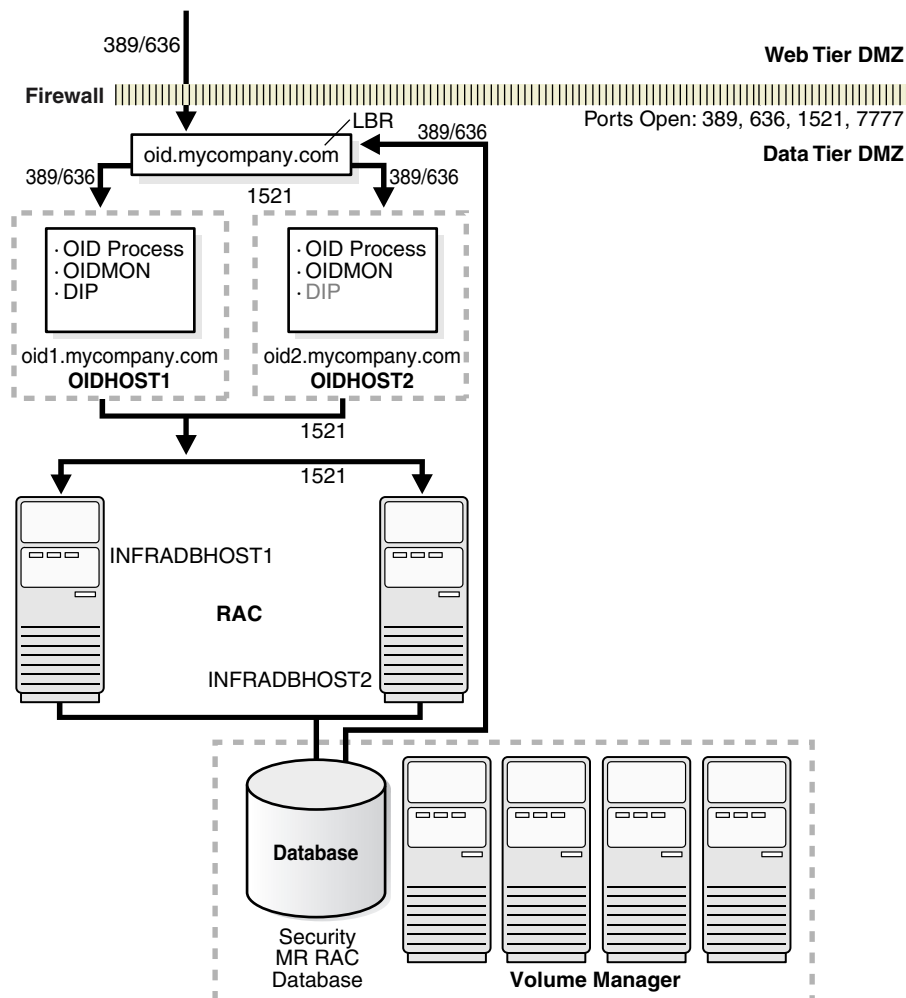 389/636
Web Tier DMZ
Firewall
Ports Open: 389, 636, 1521, 7777
LBR
389/636
oid.mycompany.com
Data Tier DMZ
389/636
1521
389/636
· OID Process
· OIDMON
· DIP
· OID Process
· OIDMON
· DIP
oid1.mycompany.com
OIDHOST1
oid2.mycompany.com
OIDHOST2
1521
1521
INFRADBHOST1
RAC
INFRADBHOST2
Database
Security
MR RAC
Database
Volume Manager